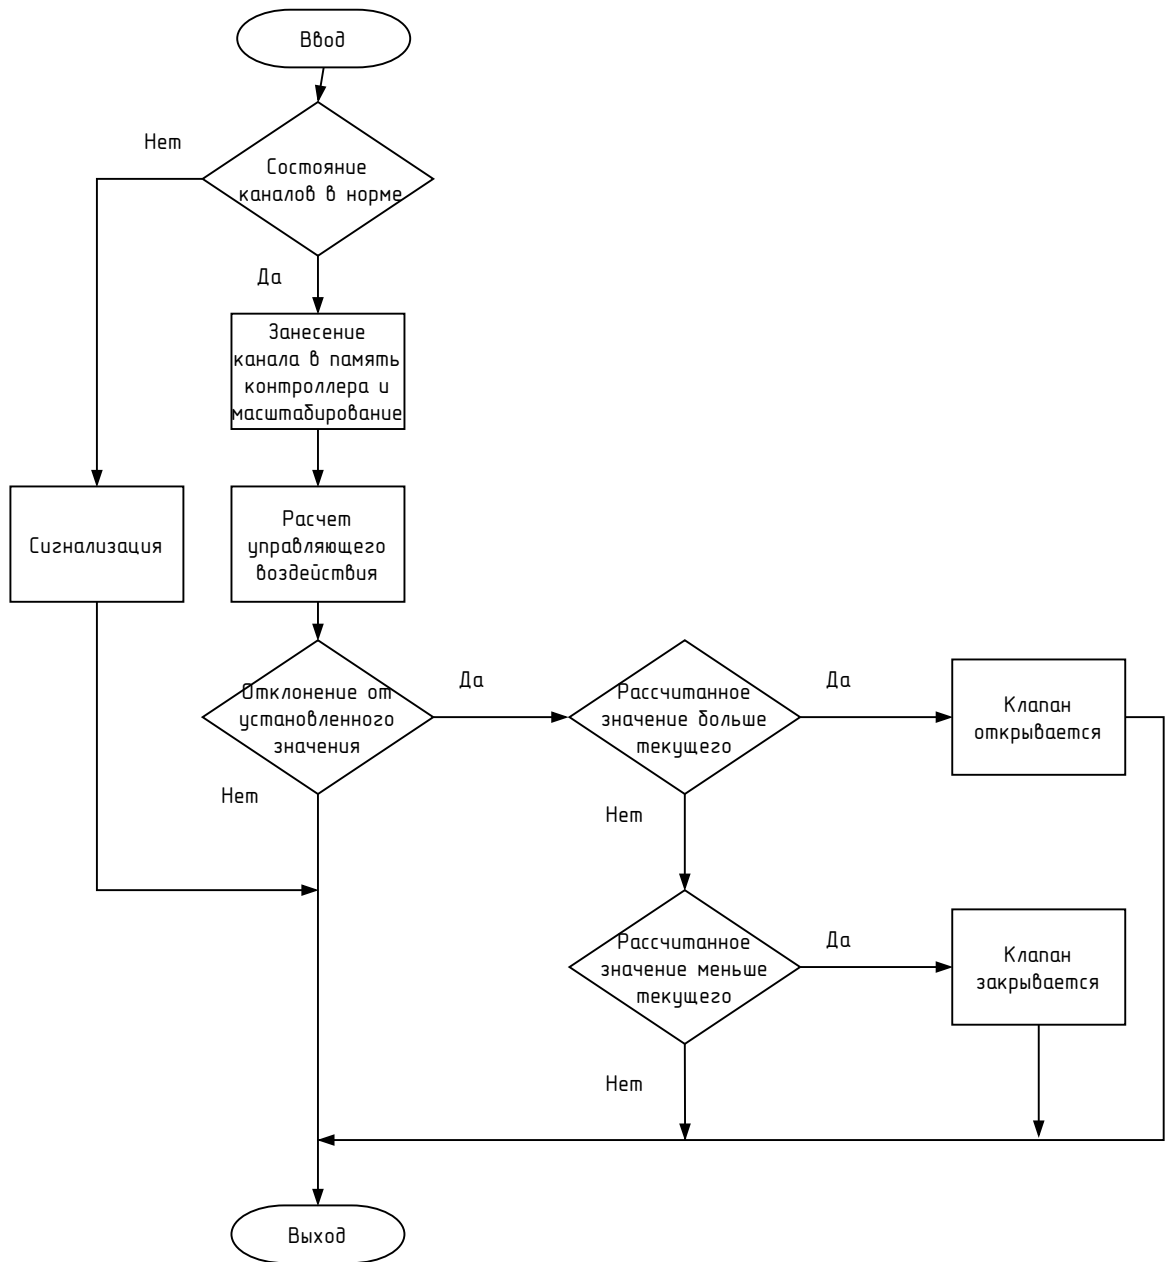 Ввод
Нет
Состояние
каналов в норме
Да
Занесение
канала в память
контроллера и
масштабирование
Сигнализация
Расчет
управляющего
воздействия
Отклонение от
установленного
значения
Да
Рассчитанное
значение больше
текущего
Да
Клапан
открывается
Нет
Нет
Рассчитанное
значение меньше
текущего
Да
Клапан
закрывается
Нет
Выход